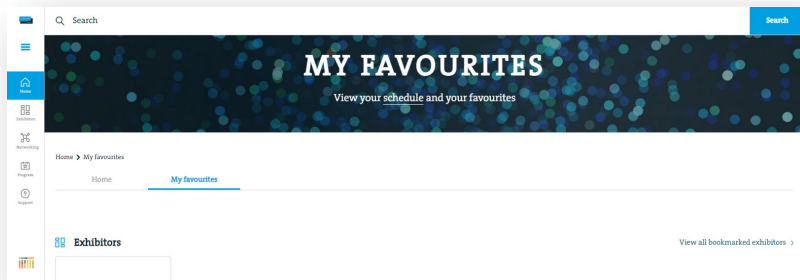 Search
Search
MY FAVOURITES
View your schedule and your favourites
Home
Exhibitors
Networking
Program
Support
Home > My favourites
Home
My favourites
Exhibitors
View all bookmarked exhibitors >